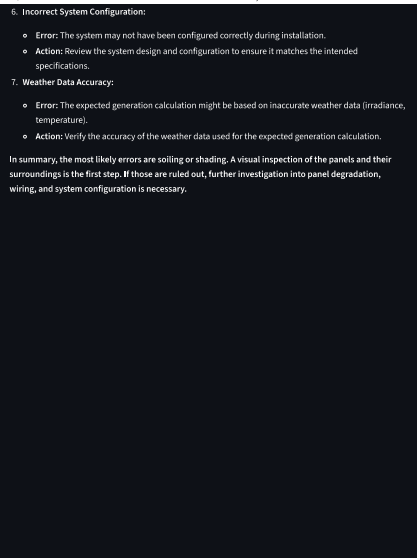 6. Incorrect System Configuration:
Error: The system may not have been configured correctly during installation.
Action: Review the system design and configuration to ensure it matches the intended
specifications.
7. Weather Data Accuracy:
Error: The expected generation calculation might be based on inaccurate weather data (irradiance,
temperature).
Action: Verify the accuracy of the weather data used for the expected generation calculation.
In summary, the most likely errors are soiling or shading. A visual inspection of the panels and their
surroundings is the first step. If those are ruled out, further investigation into panel degradation,
wiring, and system configuration is necessary.